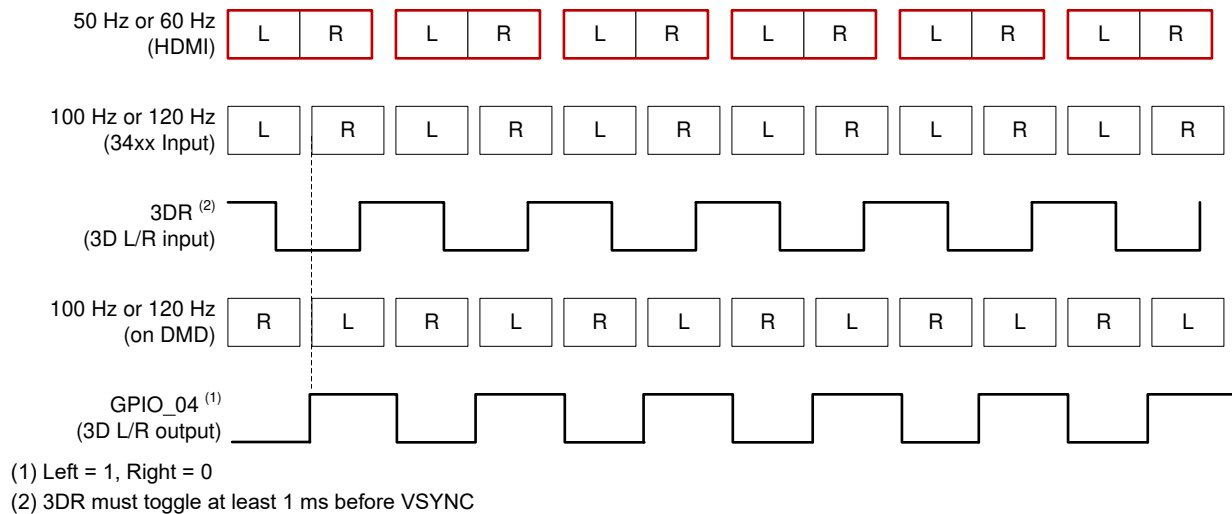 50 Hz or 60 Hz
(HDMI)
L R L R L R L R L R L R
100 Hz or 120 Hz
(34xx Input)
L R L R L R L R L R L R
3DR (2)
(3D L/R input)
100 Hz or 120 Hz
(on DMD)
R L R L R L R L R L R L
GPIO_04 (1)
(3D L/R output)
(1) Left = 1, Right = 0
(2) 3DR must toggle at least 1 ms before VSYNC